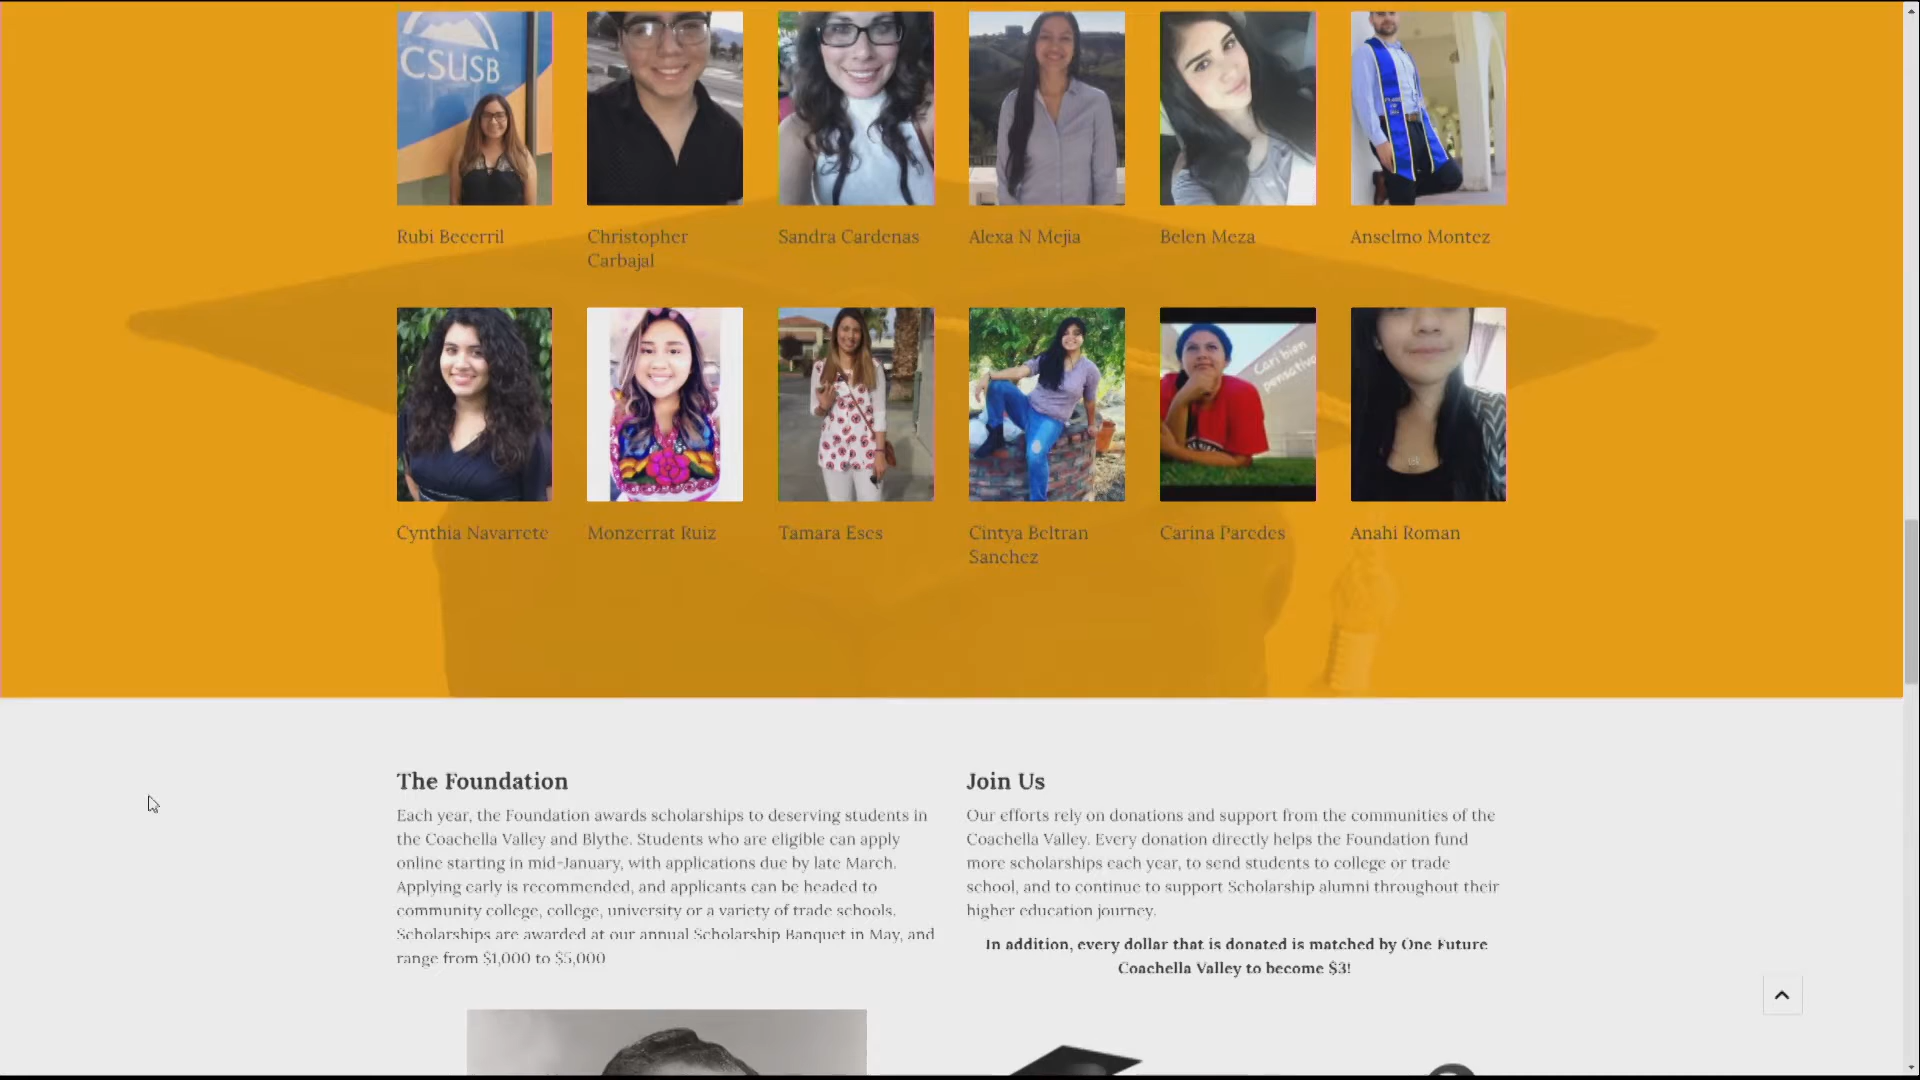 CSUSB
Rubi Becerril
Christopher
Carbajal
Sandra Cardenas
Alexa N Mejia
Belen Meza
Anselmo Montez
Cari bien
pensativa
Cynthia Navarrete
Monzerrat Ruiz
Tamara Eses
Cintya Beltran
Sanchez
Carina Paredes
Anahi Roman
The Foundation
Each year, the Foundation awards scholarships to deserving students in
the Coachella Valley and Blythe. Students who are eligible can apply
online starting in mid-January, with applications due by late March.
Applying early is recommended, and applicants can be headed to
community college, college, university or a variety of trade schools.
Scholarships are awarded at our annual Scholarship Banquet in May, and
range from $1,000 to $5,000
Join Us
Our efforts rely on donations and support from the communities of the
Coachella Valley. Every donation directly helps the Foundation fund
more scholarships each year, to send students to college or trade
school, and to continue to support Scholarship alumni throughout their
higher education journey.
In addition, every dollar that is donated is matched by One Future
Coachella Valley to become $3!